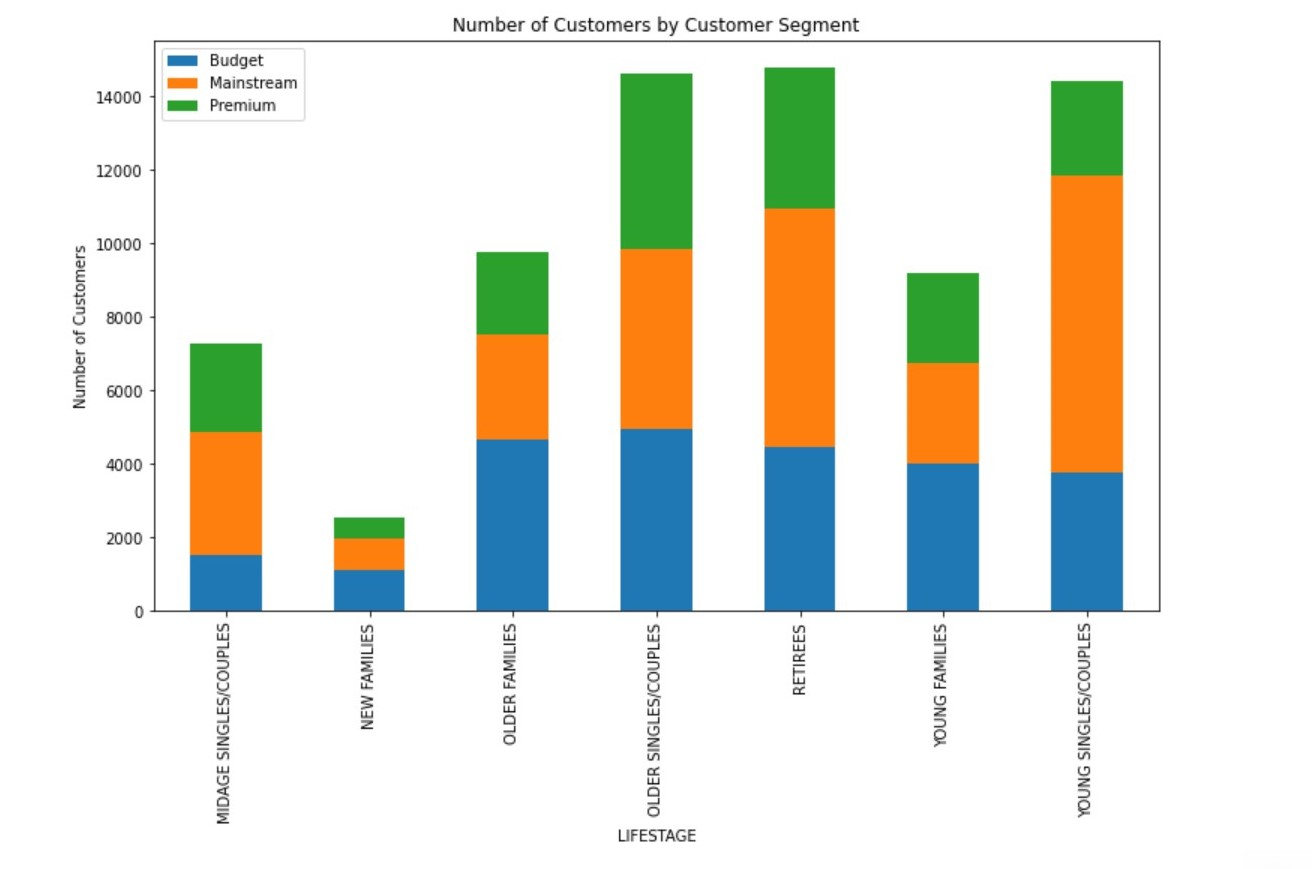 Number of Customers by Customer Segment
Budget
Mainstream
Premium
Number of Customers
14000
12000
10000
8000
6000
4000
2000
0
MIDAGE SINGLES/COUPLES
NEW FAMILIES
OLDER FAMILIES
OLDER SINGLES/COUPLES
RETIREES
YOUNG FAMILIES
YOUNG SINGLES/COUPLES
LIFESTAGE